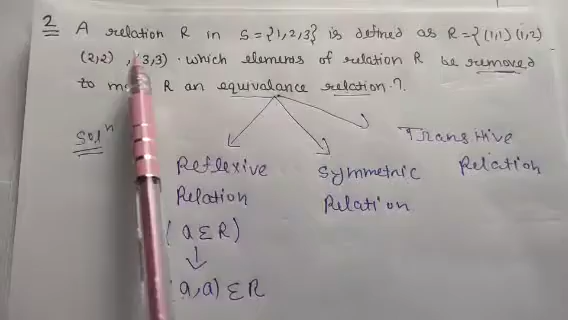 2 A relation R in S={1,2,3} is defined as R={(1,1)(1,2)
(2,2) , 3,3) . which elements of relation R be removed
to R an equivalance relation.?
Solⁿ
Reflexive Symmetric Transitive
Relation Relation Relation
(a Σ R)
↓
a,a) Σ R